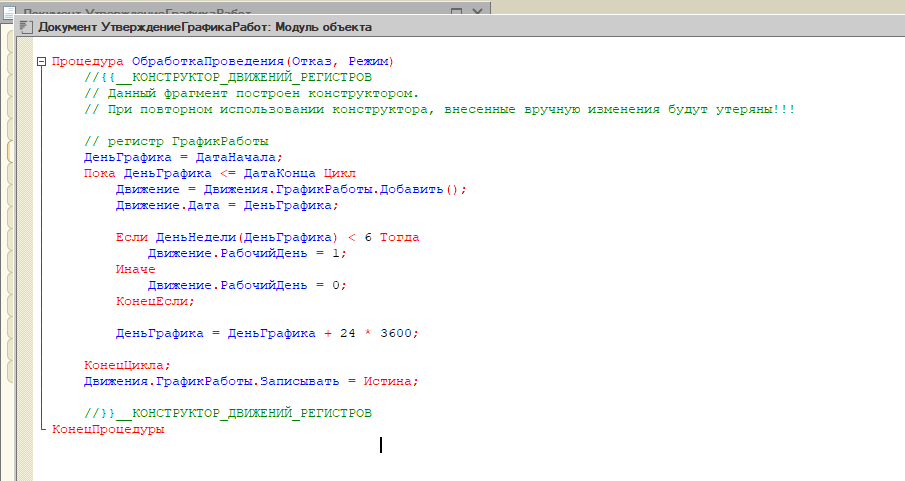 Документ УтверждениеГрафикаРабот
Документ УтверждениеГрафикаРабот: Модуль объекта
Процедура ОбработкаПроведения(Отказ, Режим)
//{{__КОНСТРУКТОР_ДВИЖЕНИЙ_РЕГИСТРОВ
// Данный фрагмент построен конструктором.
// При повторном использовании конструктора, внесенные вручную изменения будут утеряны!!!
// регистр ГрафикРаботы
ДеньГрафика = ДатаНачала;
Пока ДеньГрафика <= ДатаКонца Цикл
Движение = Движения.ГрафикРаботы.Добавить();
Движение.Дата = ДеньГрафика;
Если ДеньНедели(ДеньГрафика) < 6 Тогда
Движение.РабочийДень = 1;
Иначе
Движение.РабочийДень = 0;
КонецЕсли;
ДеньГрафика = ДеньГрафика + 24 * 3600;
КонецЦикла;
Движения.ГрафикРаботы.Записывать = Истина;
//}}__КОНСТРУКТОР_ДВИЖЕНИЙ_РЕГИСТРОВ
КонецПроцедуры